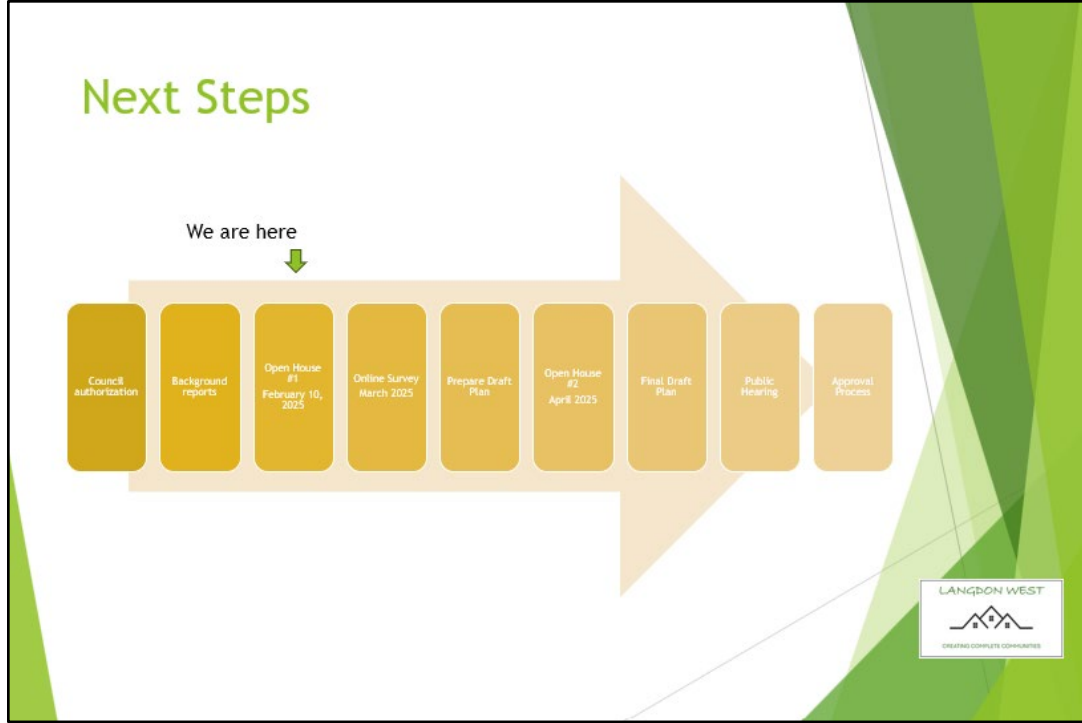 Next Steps
We are here
Council
authorization
Background
reports
Open House
#1
February 10,
2025
Online Survey
March 2025
Prepare Draft
Plan
Open House
#2
April 2025
Final Draft
Plan
Public
Hearing
Approval
Process
LANGDON WEST
CREATING COMPLETE COMMUNITIES